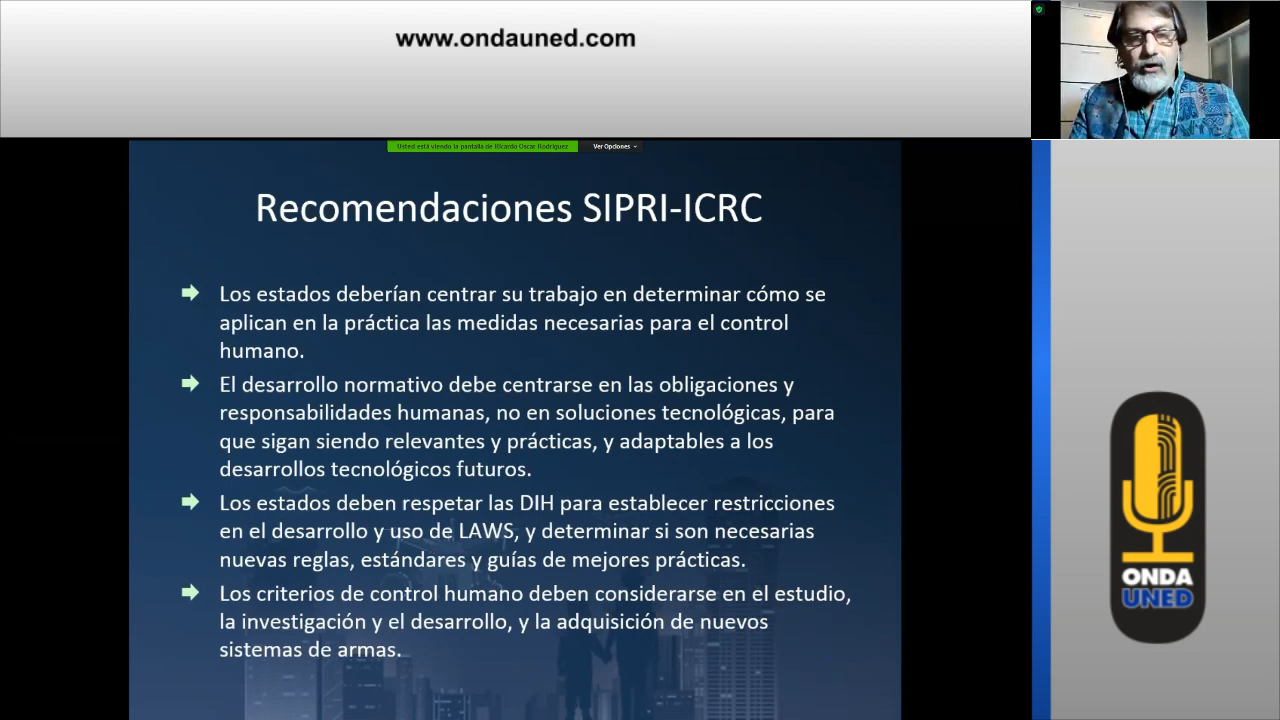 www.ondauned.com
Usted está viendo la pantalla de Ricardo Oscar Rodriguez
Ver Opciones
Recomendaciones SIPRI-ICRC
Los estados deberían centrar su trabajo en determinar cómo se
aplican en la práctica las medidas necesarias para el control
humano.
El desarrollo normativo debe centrarse en las obligaciones y
responsabilidades humanas, no en soluciones tecnológicas, para
que sigan siendo relevantes y prácticas, y adaptables a los
desarrollos tecnológicos futuros.
Los estados deben respetar las DIH para establecer restricciones
en el desarrollo y uso de LAWS, y determinar si son necesarias
nuevas reglas, estándares y guías de mejores prácticas.
Los criterios de control humano deben considerarse en el estudio,
la investigación y el desarrollo, y la adquisición de nuevos
sistemas de armas.
ONDA
UNED